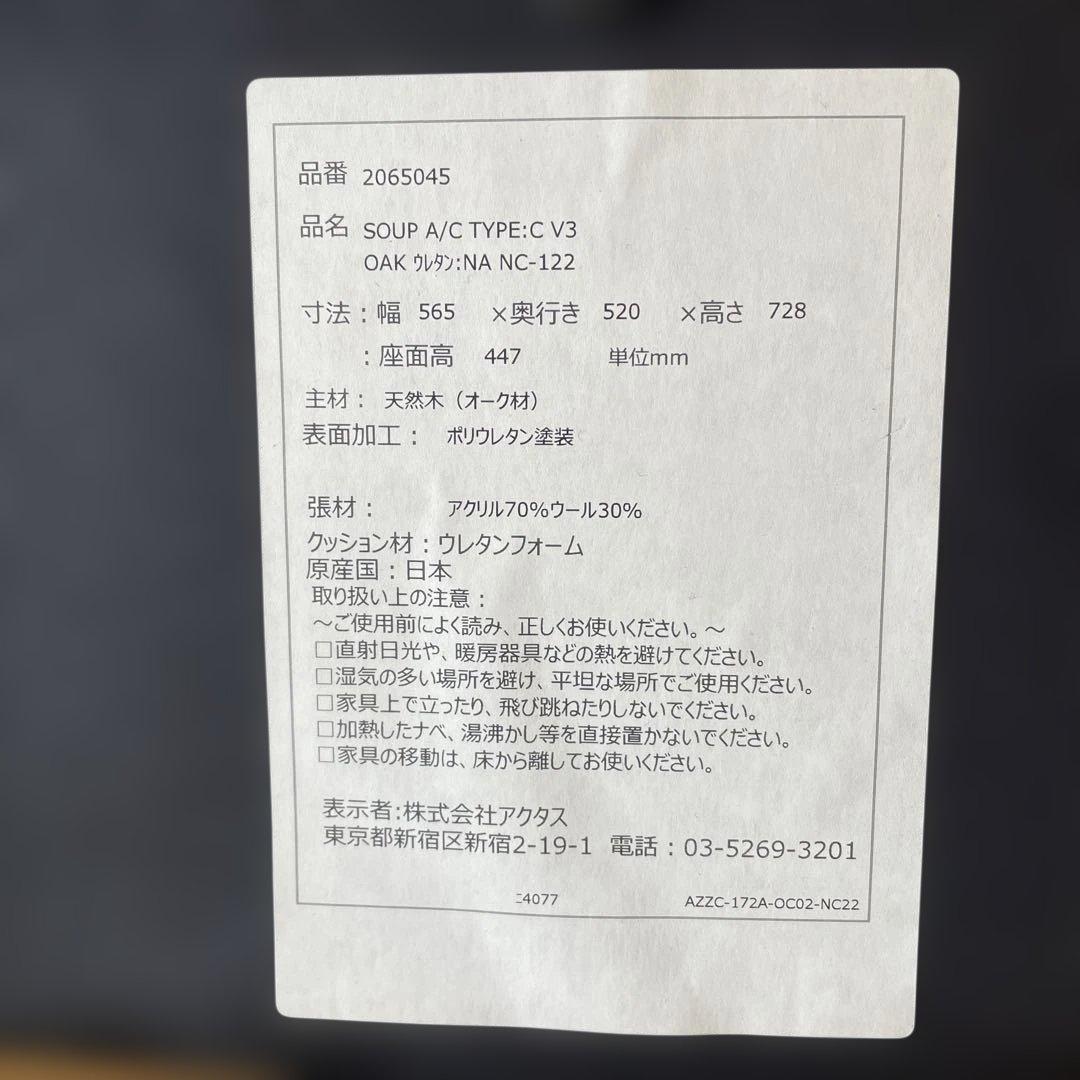 品番 2065045
品名 SOUP A/C TYPE:C V3
OAK ｳﾚﾀﾝ:NA NC-122
寸法：幅 565 ×奥行き 520 ×高さ 728
：座面高 447 単位mm
主材： 天然木（オーク材）
表面加工： ポリウレタン塗装
張材： アクリル70%ウール30%
クッション材：ウレタンフォーム
原産国：日本
取り扱い上の注意：
～ご使用前によく読み、正しくお使いください。～
□直射日光や、暖房器具などの熱を避けてください。
□湿気の多い場所を避け、平坦な場所でご使用ください。
□家具上で立ったり、飛び跳ねたりしないでください。
□加熱したナベ、湯沸かし等を直接置かないでください。
□家具の移動は、床から離してお使いください。
表示者:株式会社アクタス
東京都新宿区新宿2-19-1 電話：03-5269-3201
ﾆ4077 AZZC-172A-OC02-NC22